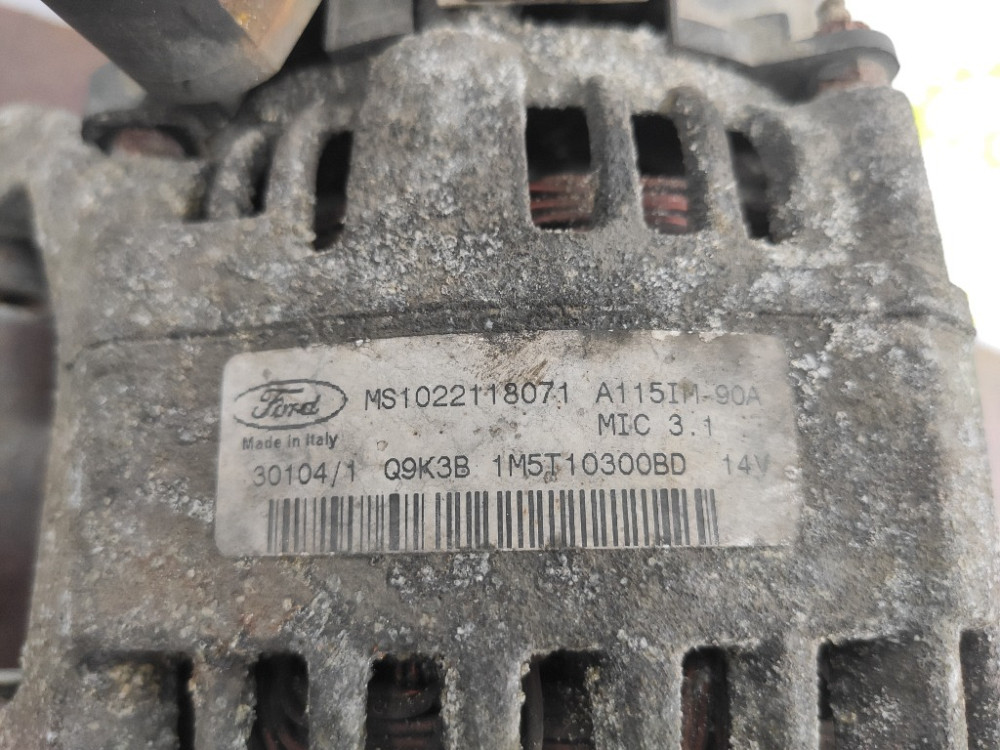 Ford MS1022118071 A115IM-90A
Made in Italy MIC 3.1
30104/1 Q9K3B 1M5T10300BD 14V